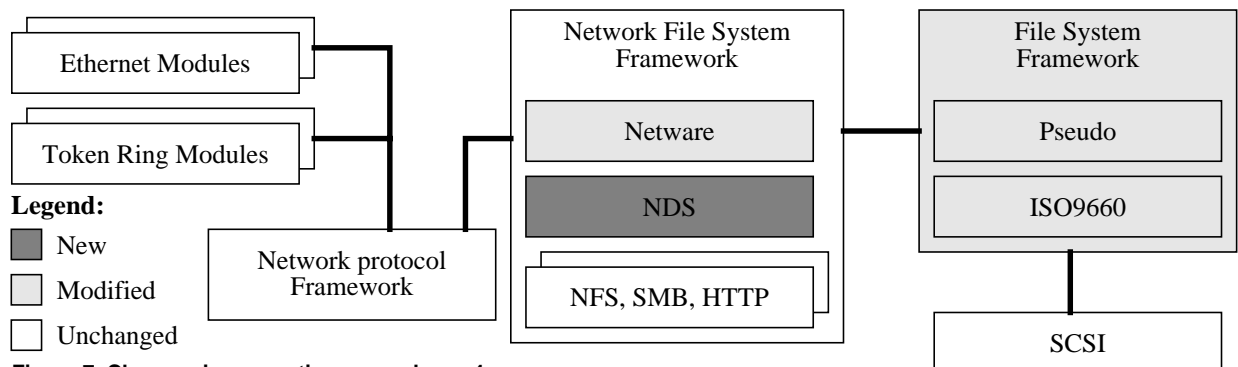 Ethernet Modules
Token Ring Modules
Legend:
New
Modified
Unchanged
Network protocol
Framework
Network File System
Framework
Netware
NDS
NFS, SMB, HTTP
File System
Framework
Pseudo
ISO9660
SCSI